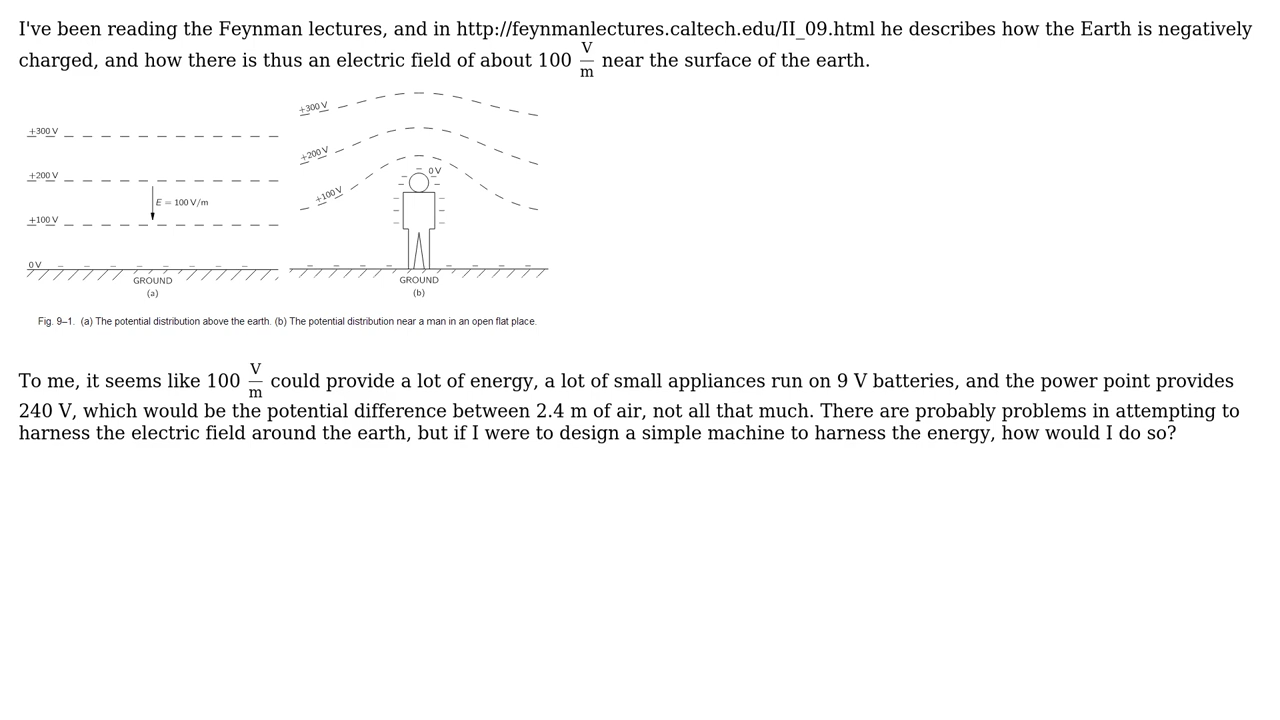 I've been reading the Feynman lectures, and in http://feynmanlectures.caltech.edu/II_09.html he describes how the Earth is negatively
charged, and how there is thus an electric field of about 100 V/m near the surface of the earth.
+300 V
+200 V
E = 100 V/m
+100 V
0 V
GROUND
(a)
+300 V
+200 V
+100 V
0 V
GROUND
(b)
Fig. 9–1. (a) The potential distribution above the earth. (b) The potential distribution near a man in an open flat place.
To me, it seems like 100 V/m could provide a lot of energy, a lot of small appliances run on 9 V batteries, and the power point provides
240 V, which would be the potential difference between 2.4 m of air, not all that much. There are probably problems in attempting to
harness the electric field around the earth, but if I were to design a simple machine to harness the energy, how would I do so?